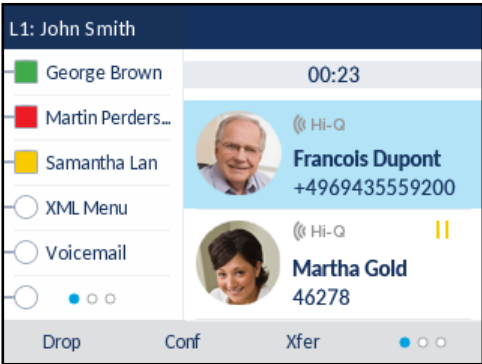 L1: John Smith
George Brown
Martin Perders...
Samantha Lan
XML Menu
Voicemail
00:23
Hi-Q
Francois Dupont
+4969435559200
Hi-Q
Martha Gold
46278
Drop Conf Xfer